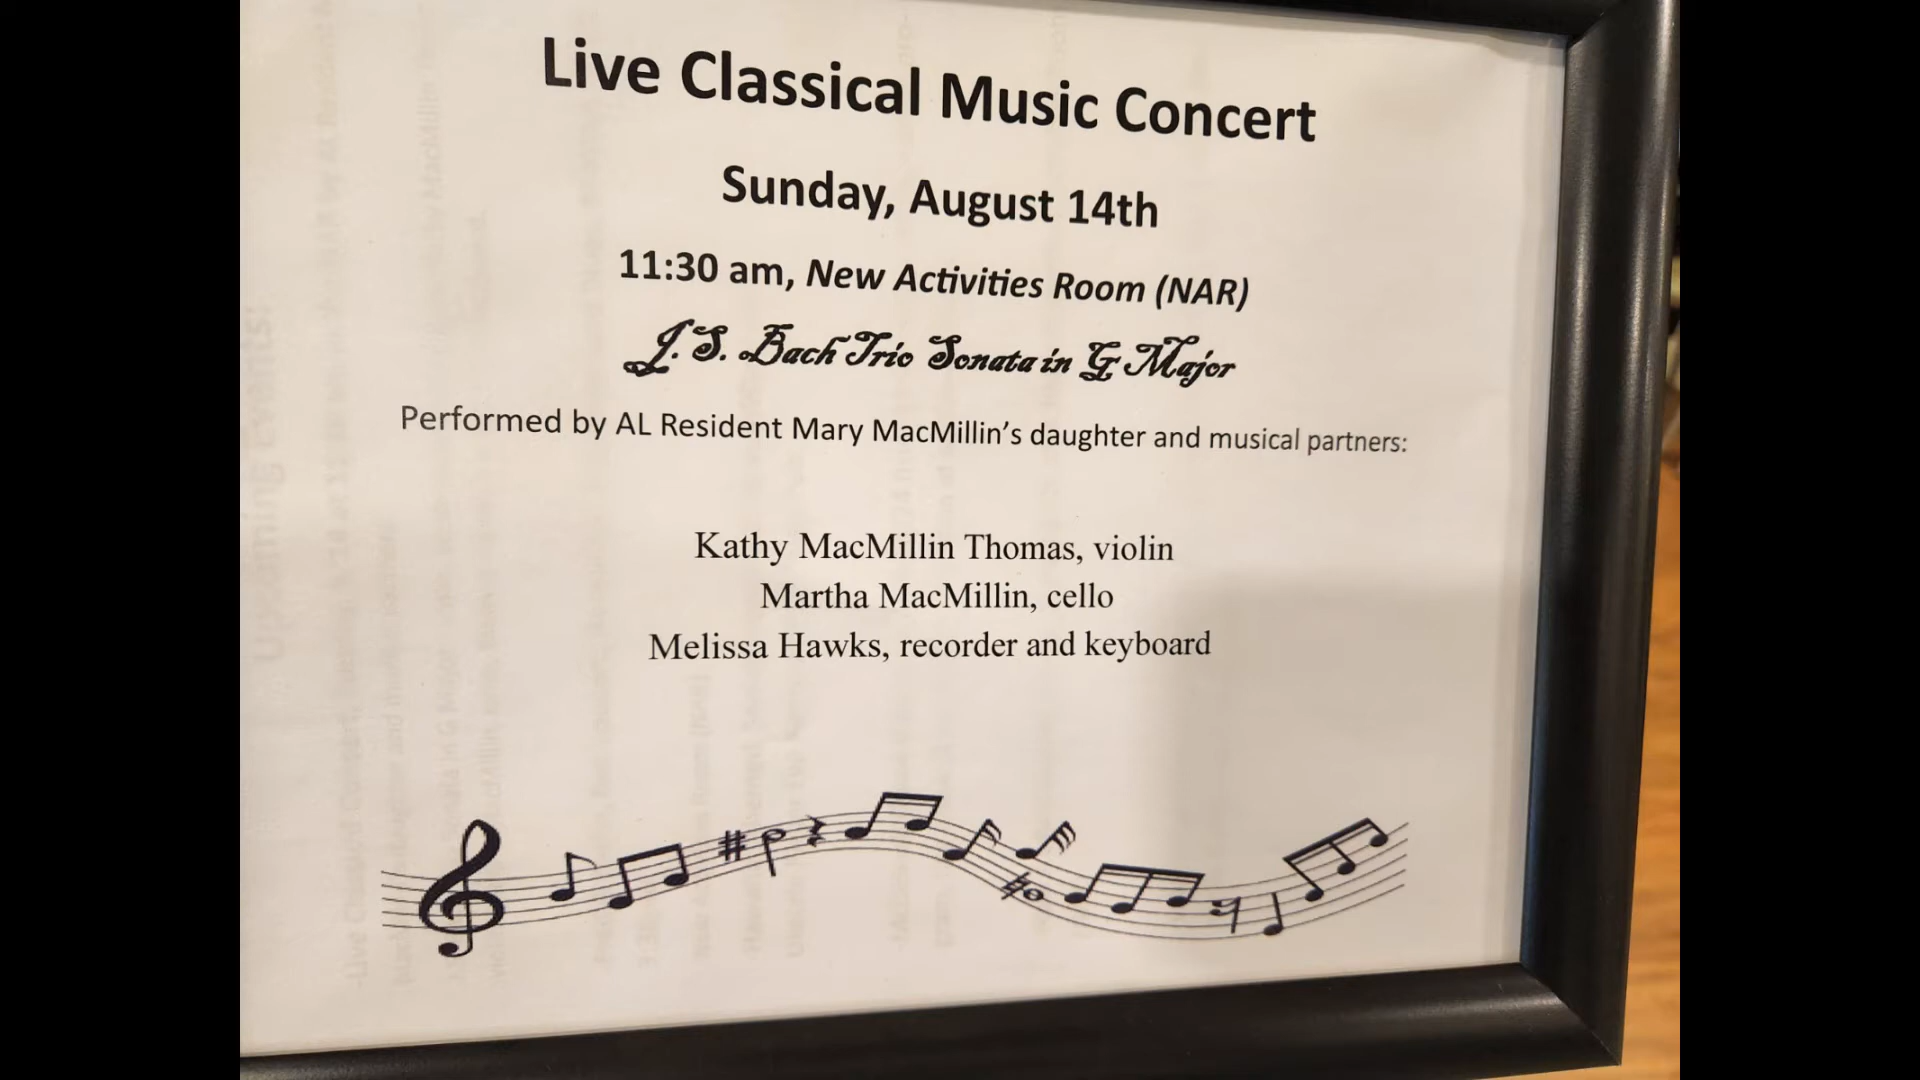 Live Classical Music Concert
Sunday, August 14th
11:30 am, New Activities Room (NAR)
J.S. Bach Trio Sonata in G Major
Performed by AL Resident Mary MacMillin's daughter and musical partners:
Kathy MacMillin Thomas, violin
Martha MacMillin, cello
Melissa Hawks, recorder and keyboard